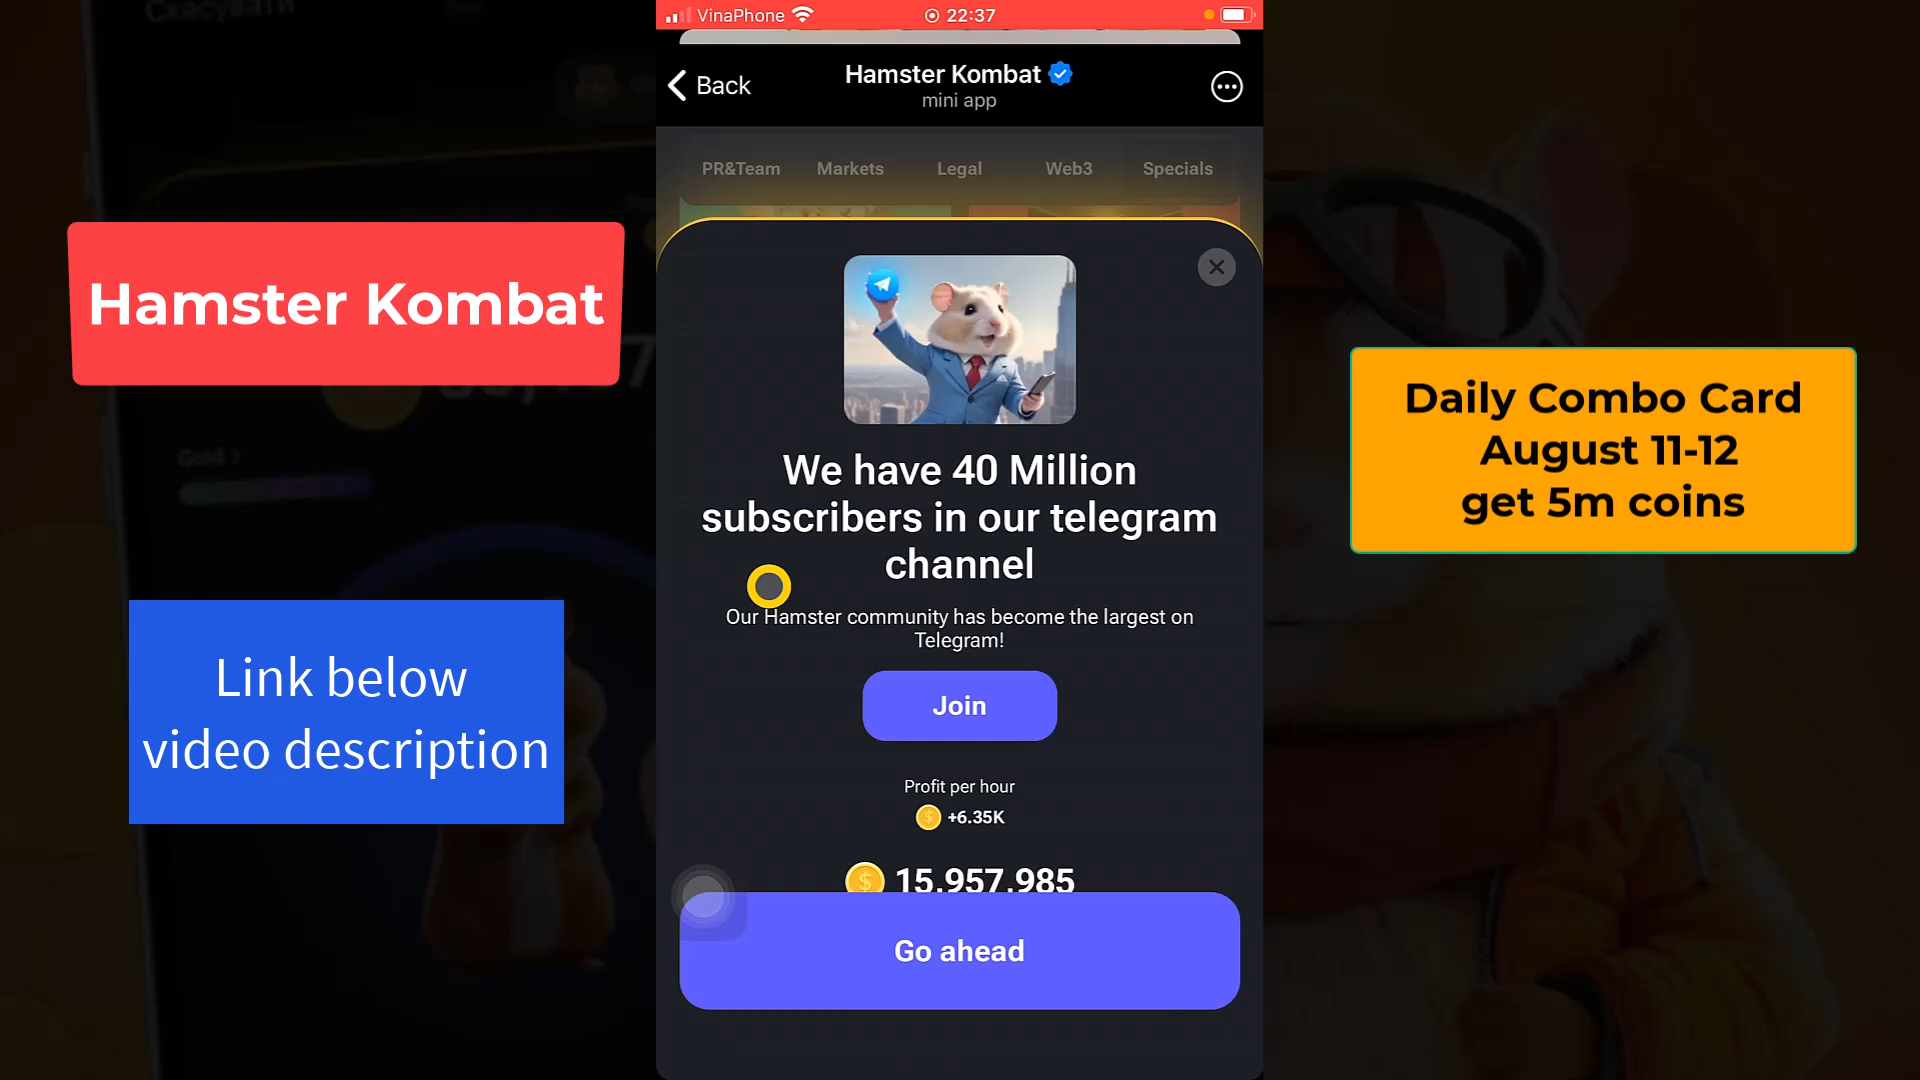 Скасувати
VinaPhone
22:37
Back
Hamster Kombat
mini app
PR&Team
Markets
Legal
Web3
Specials
Hamster Kombat
We have 40 Million
subscribers in our telegram
channel
Our Hamster community has become the largest on
Telegram!
Join
Profit per hour
+6.35K
15,957,985
Go ahead
Link below
video description
Daily Combo Card
August 11-12
get 5m coins
Gold